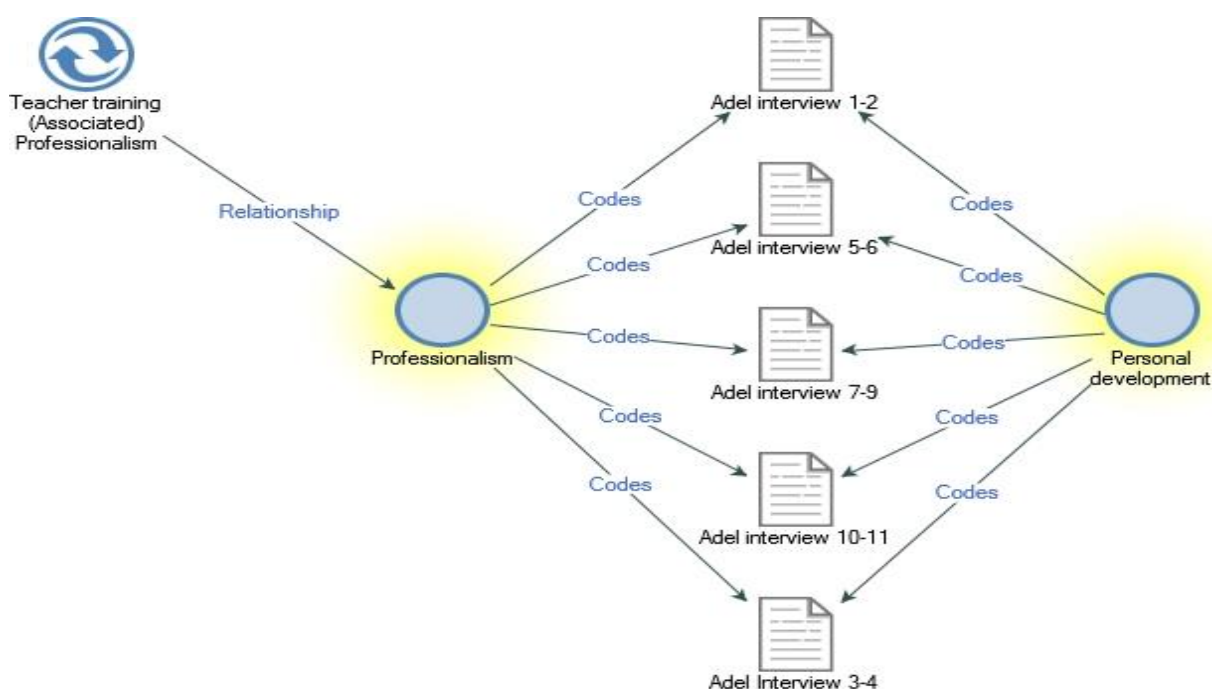 Teacher training
(Associated)
Professionalism
Relationship
Professionalism
Codes
Codes
Codes
Codes
Codes
Adel interview 1-2
Adel interview 5-6
Adel interview 7-9
Adel interview 10-11
Adel Interview 3-4
Codes
Codes
Codes
Codes
Codes
Personal
development